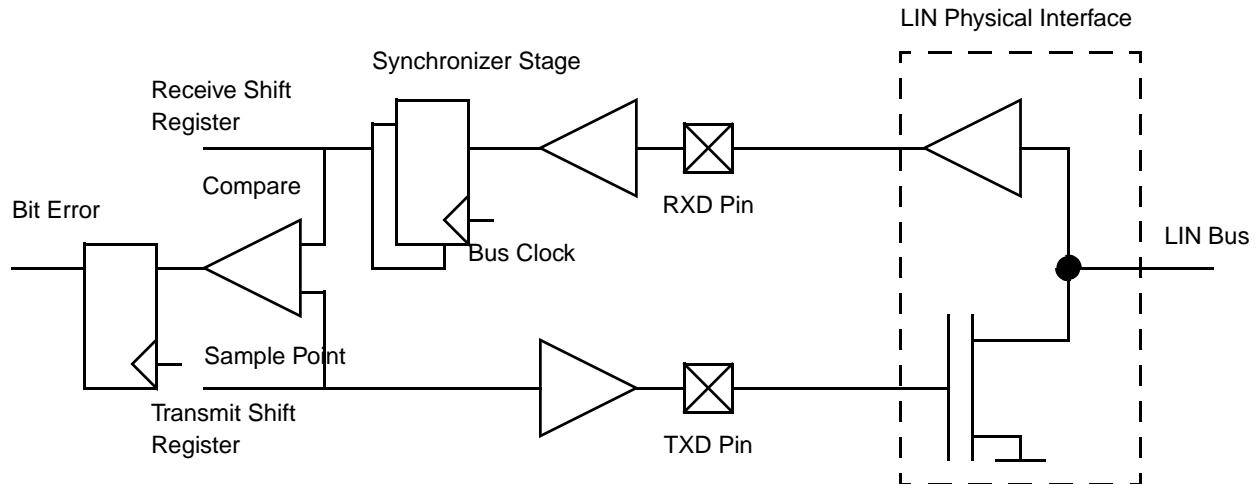 LIN Physical Interface
Synchronizer Stage
Receive Shift
Register
RXD Pin
Compare
Bit Error
Bus Clock
LIN Bus
Sample Point
Transmit Shift
Register
TXD Pin